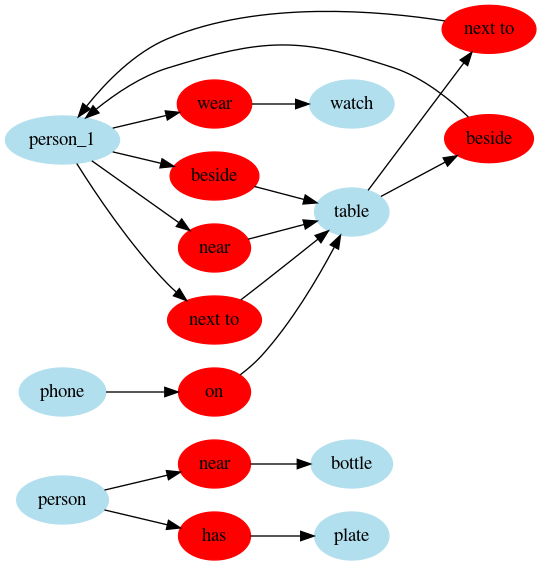 next to
wear
watch
person_1
beside
beside
table
near
next to
phone
on
near
bottle
person
has
plate